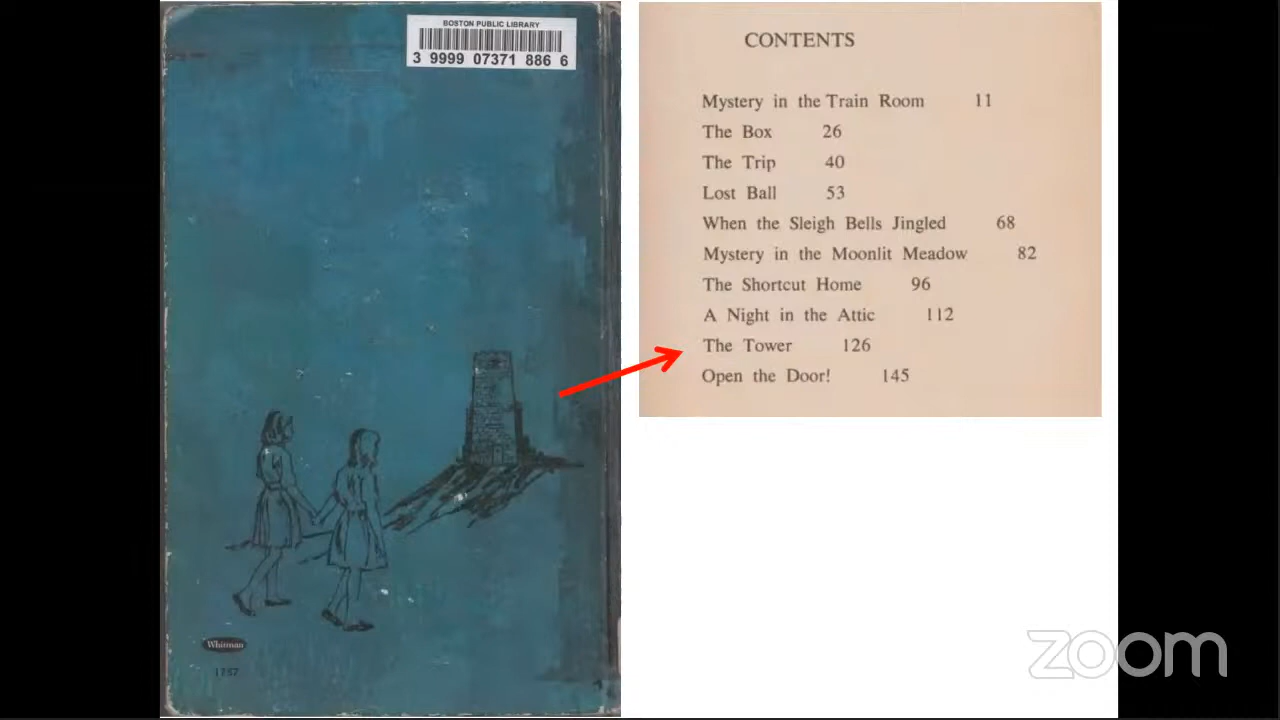 BOSTON PUBLIC LIBRARY
3 9999 07371 886 6
Whitman
CONTENTS
Mystery in the Train Room 11
The Box 26
The Trip 40
Lost Ball 53
When the Sleigh Bells Jingled 68
Mystery in the Moonlit Meadow 82
The Shortcut Home 96
A Night in the Attic 112
The Tower 126
Open the Door! 145
zoom